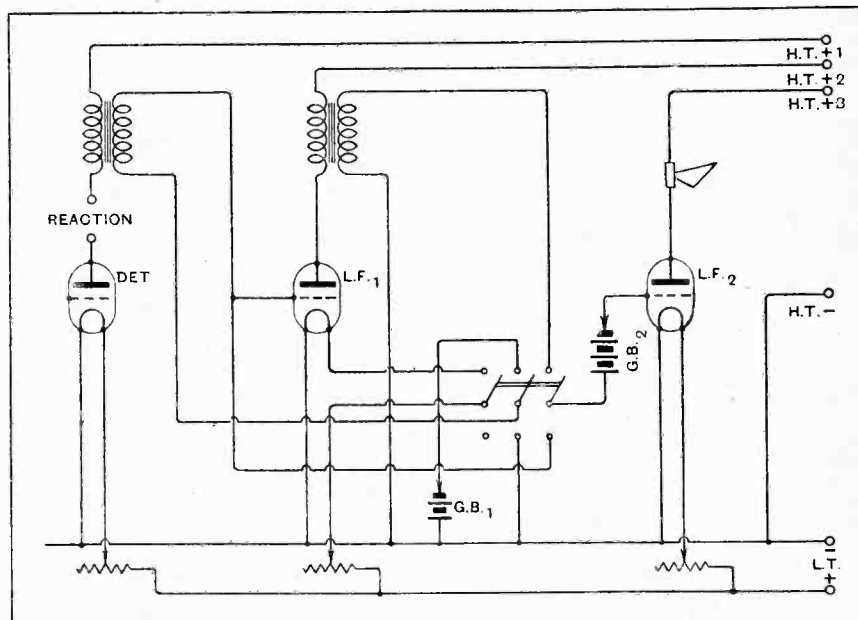 H.T.+1
H.T.+2
H.T.+3
REACTION
DET
L.F.1
L.F.2
G.B.2
H.T.-
G.B.1
-
L.T.
+